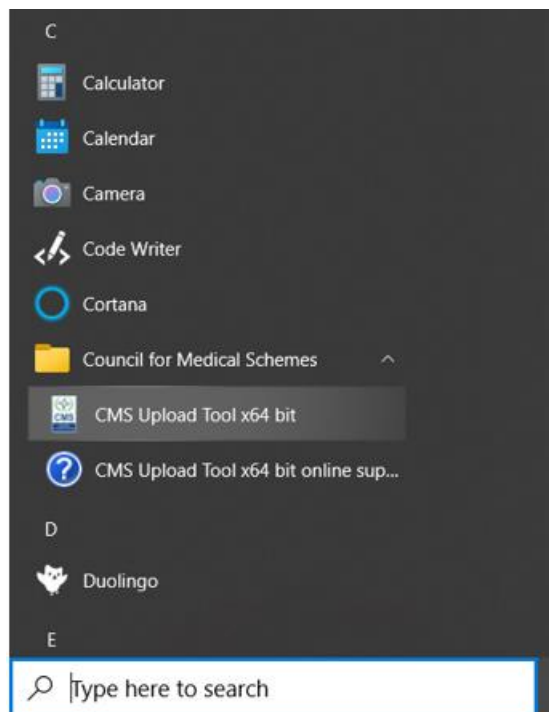 C
Calculator
Calendar
Camera
Code Writer
Cortana
Council for Medical Schemes
CMS
CMS Upload Tool x64 bit
CMS Upload Tool x64 bit online sup...
D
Duolingo
E
Type here to search